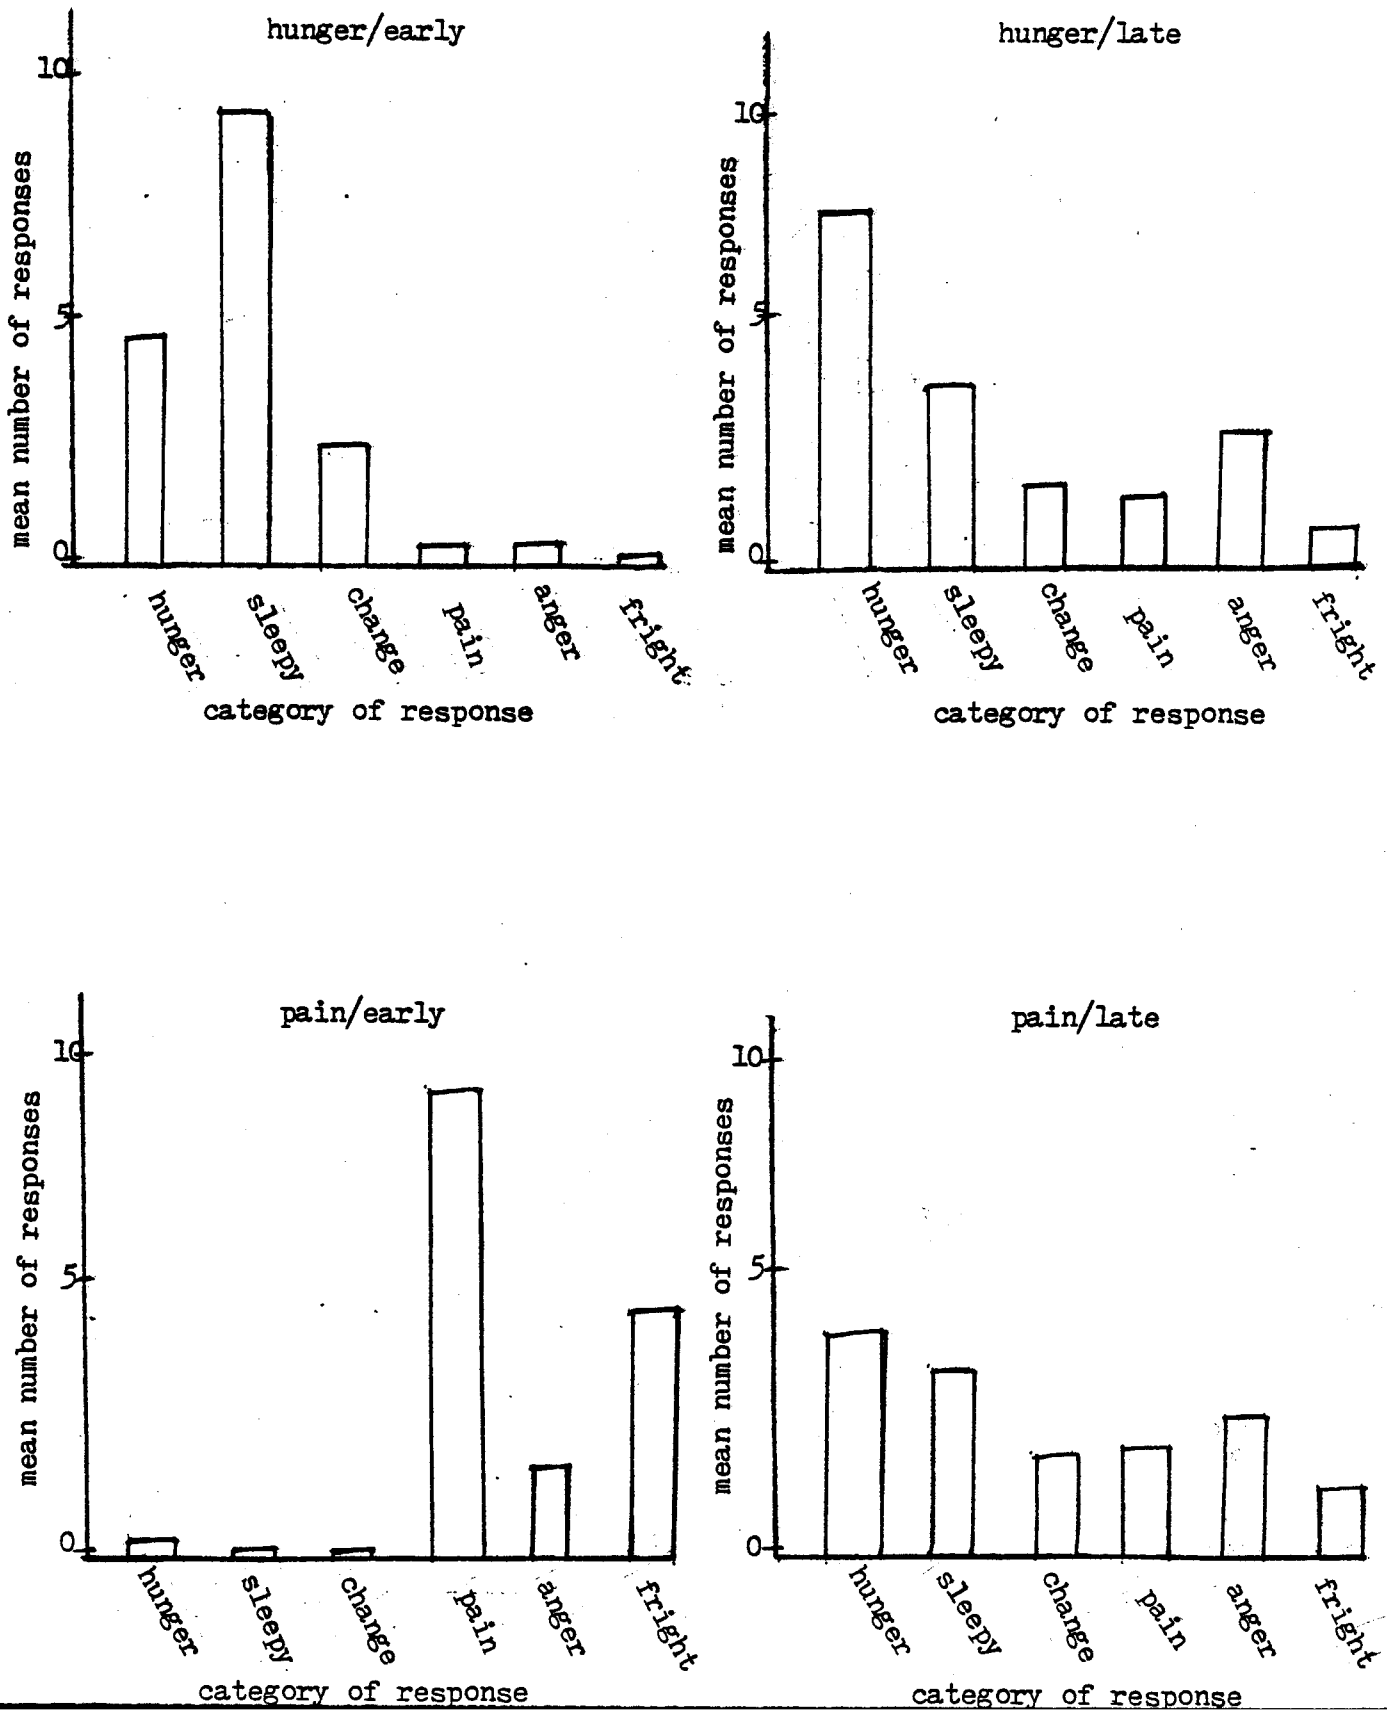 hunger/early
10
5
0
mean number of responses
hunger
sleepy
change
pain
anger
fright
category of response
hunger/late
10
5
0
mean number of responses
hunger
sleepy
change
pain
anger
fright
category of response
pain/early
10
5
0
mean number of responses
hunger
sleepy
change
pain
anger
fright
category of response
pain/late
10
5
0
mean number of responses
hunger
sleepy
change
pain
anger
fright
category of response